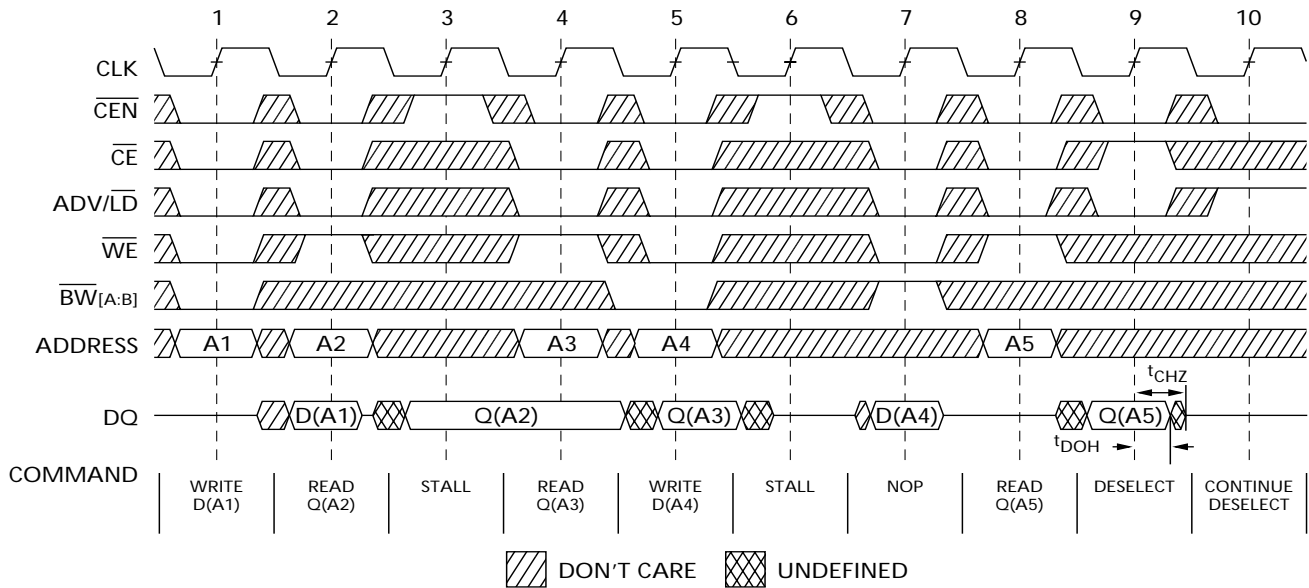 1 2 3 4 5 6 7 8 9 10
CLK
CEN
CE
ADV/LD
WE
BW[A:B]
ADDRESS A1 A2 A3 A4 A5
tCHZ
DQ D(A1) Q(A2) Q(A3) D(A4) Q(A5)
tDOH
COMMAND
WRITE D(A1)
READ Q(A2)
STALL
READ Q(A3)
WRITE D(A4)
STALL
NOP
READ Q(A5)
DESELECT
CONTINUE DESELECT
DON'T CARE UNDEFINED